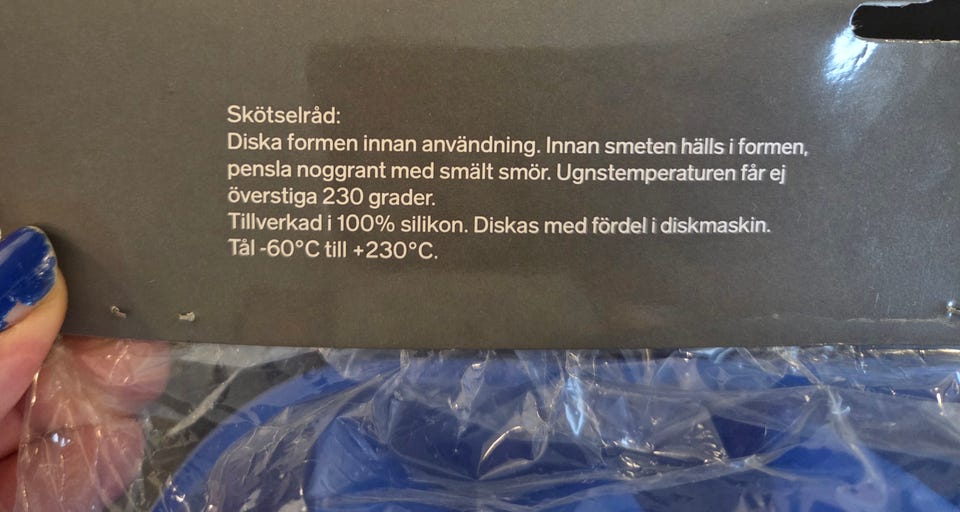 Skötselråd:
Diska formen innan användning. Innan smeten hälls i formen,
pensla noggrant med smält smör. Ugnstemperaturen får ej
överstiga 230 grader.
Tillverkad i 100% silikon. Diskas med fördel i diskmaskin.
Tål -60°C till +230°C.